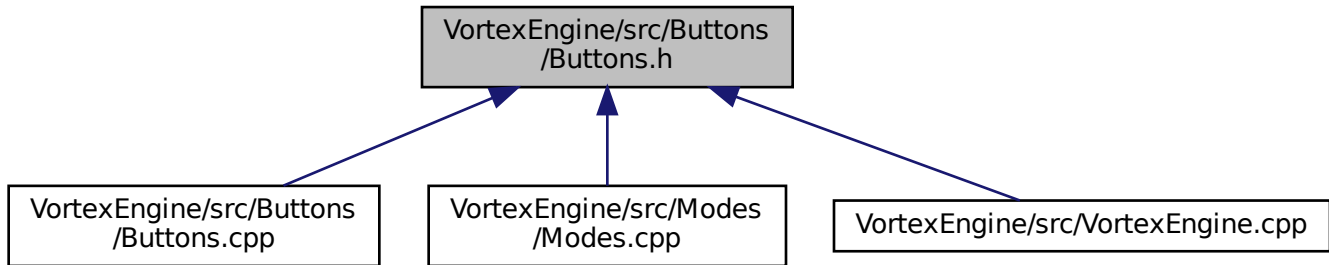 VortexEngine/src/Buttons
/Buttons.h
VortexEngine/src/Buttons
/Buttons.cpp
VortexEngine/src/Modes
/Modes.cpp
VortexEngine/src/VortexEngine.cpp